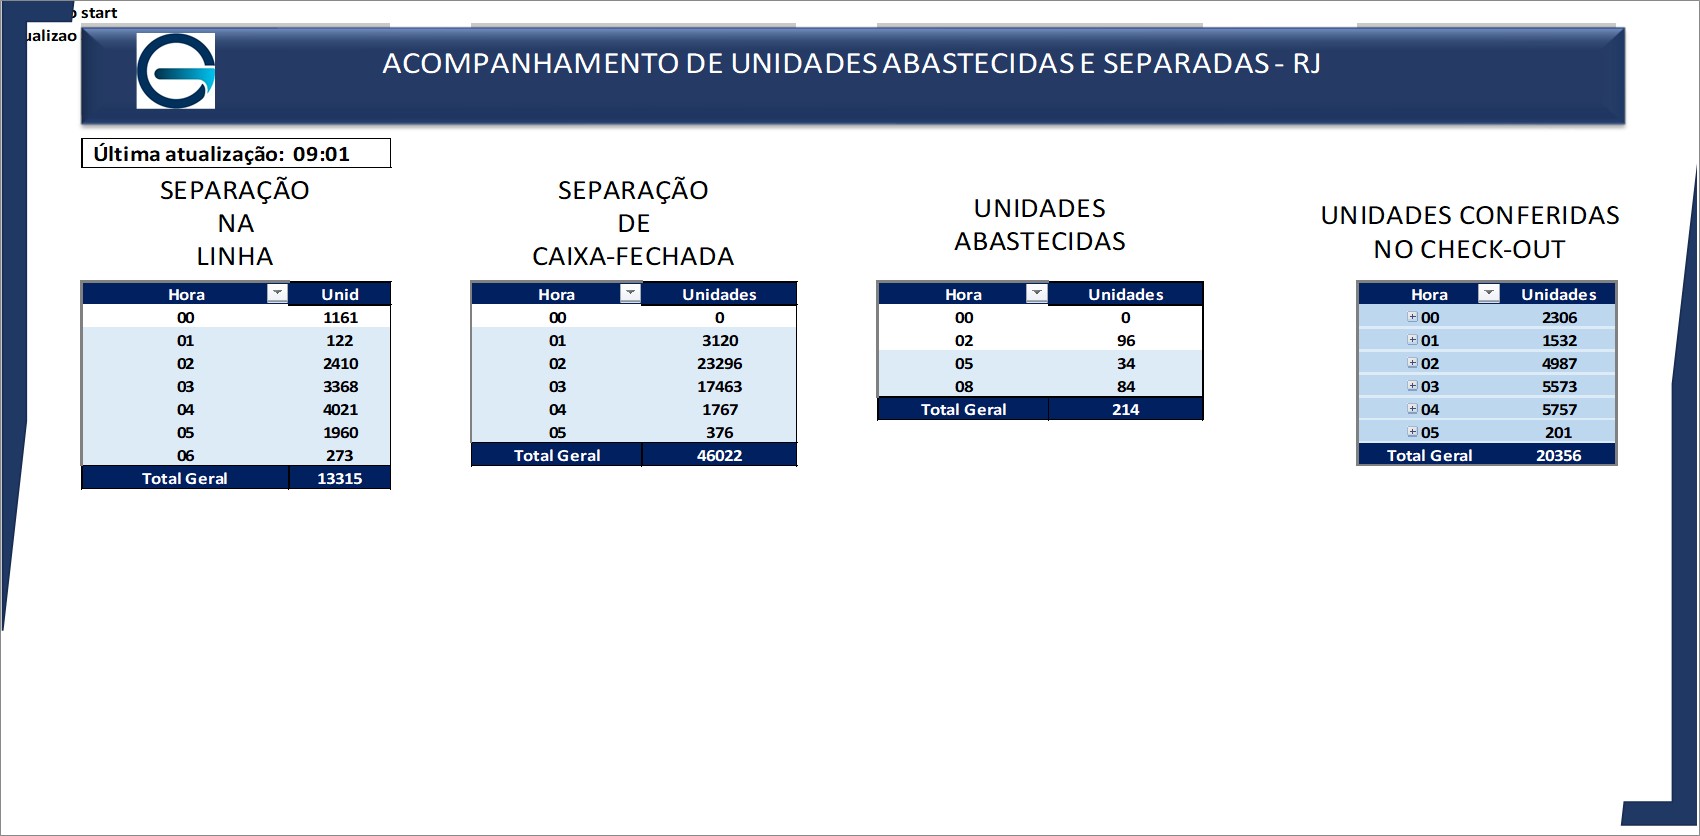 start
ualizao
ACOMPANHAMENTO DE UNIDADES ABASTECIDAS E SEPARADAS - RJ
Última atualização: 09:01
SEPARAÇÃO
NA
LINHA
Hora Unid
00 1161
01 122
02 2410
03 3368
04 4021
05 1960
06 273
Total Geral 13315
SEPARAÇÃO
DE
CAIXA-FECHADA
Hora Unidades
00 0
01 3120
02 23296
03 17463
04 1767
05 376
Total Geral 46022
UNIDADES
ABASTECIDAS
Hora Unidades
00 0
02 96
05 34
08 84
Total Geral 214
UNIDADES CONFERIDAS
NO CHECK-OUT
Hora Unidades
00 2306
01 1532
02 4987
03 5573
04 5757
05 201
Total Geral 20356